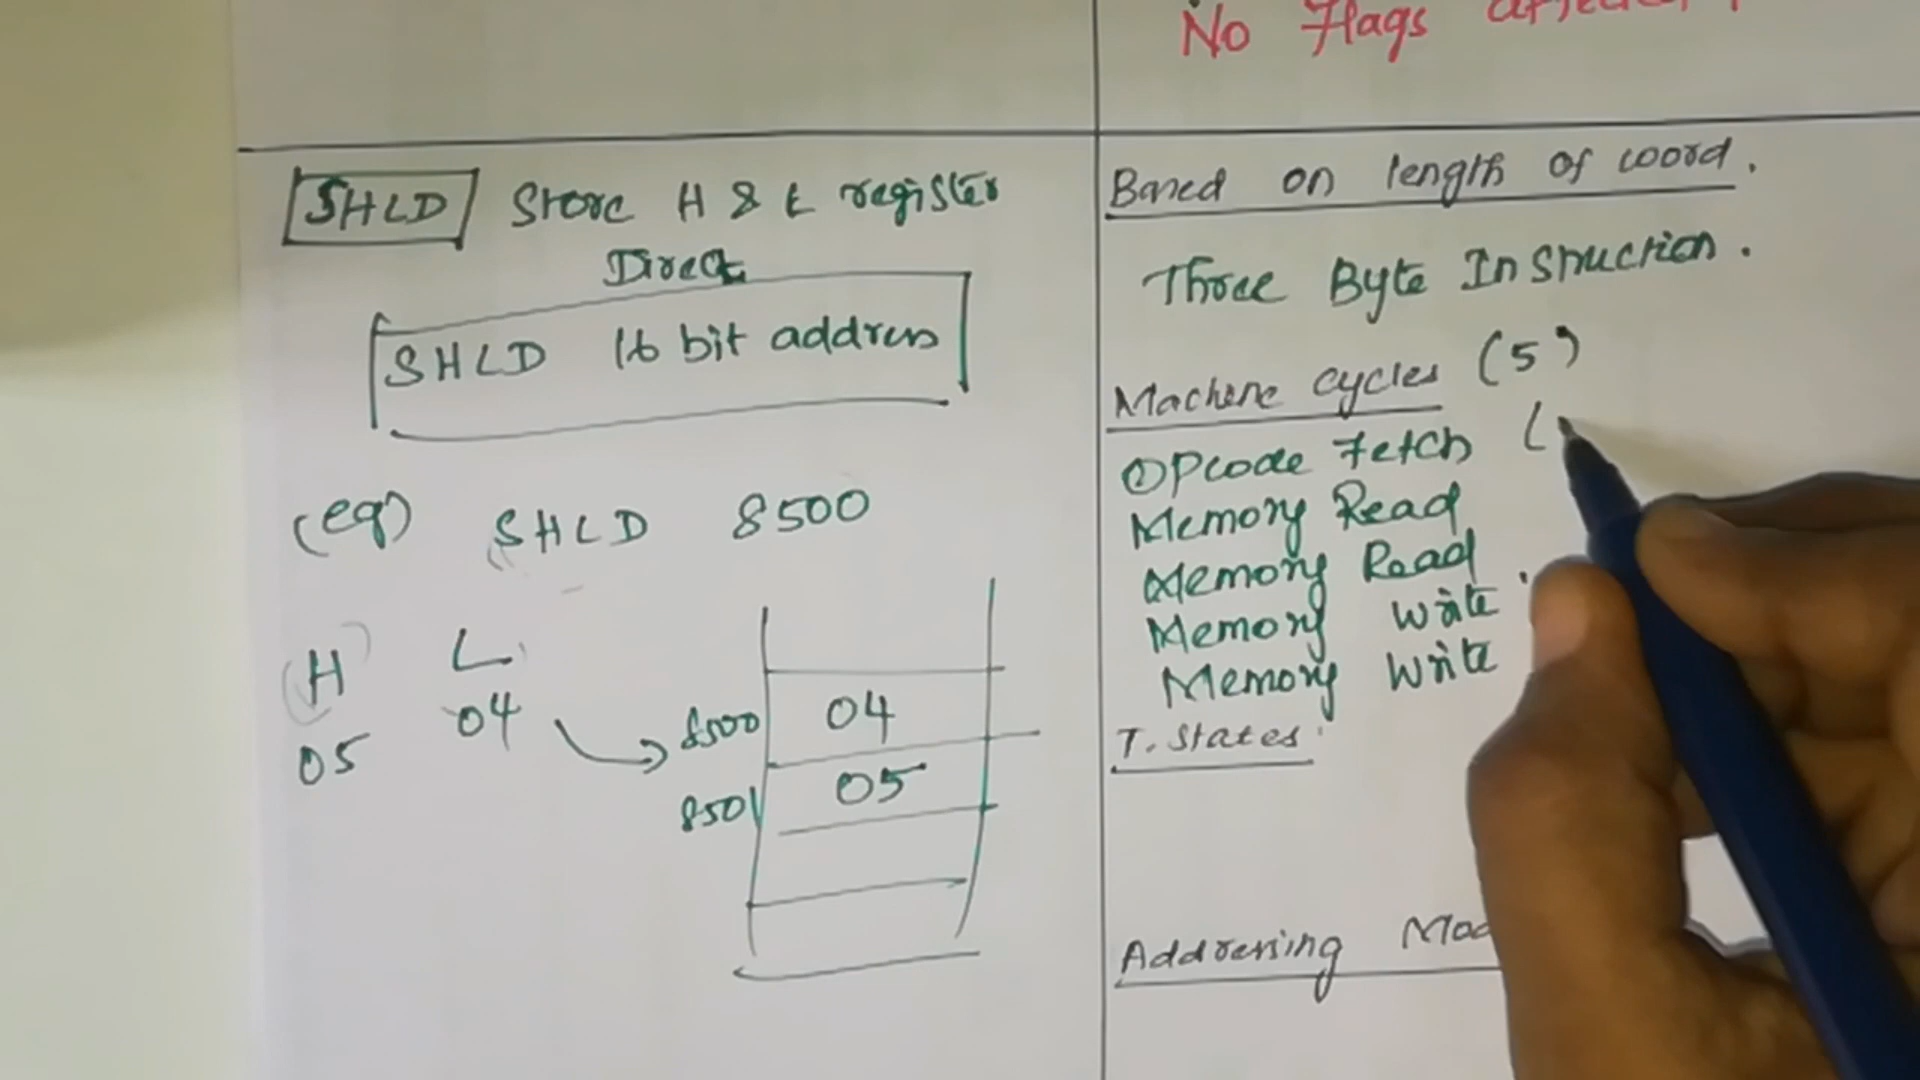 No Flags
SHLD Store H & L register
Direct
SHLD 16 bit address
(eg) SHLD 8500
H L
05 04
8500 04
8501 05
Based on length of woord.
Three Byte Instruction.
Machine cycles (5)
Opcode Fetch (
Memory Read
Memory Read
Memory Write
Memory Write
T. States
Addressing